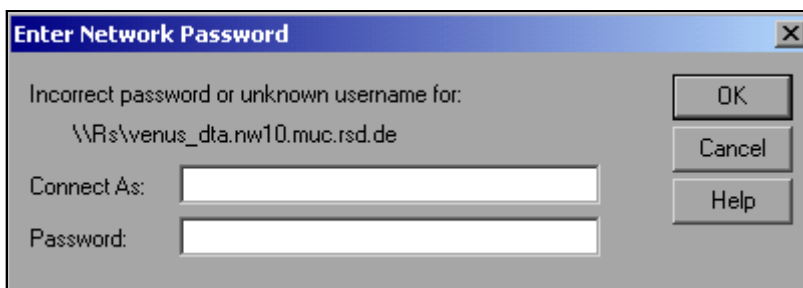 Enter Network Password
Incorrect password or unknown username for:
\\Rs\venus_dta.nw10.muc.rsd.de
Connect As:
Password:
OK
Cancel
Help